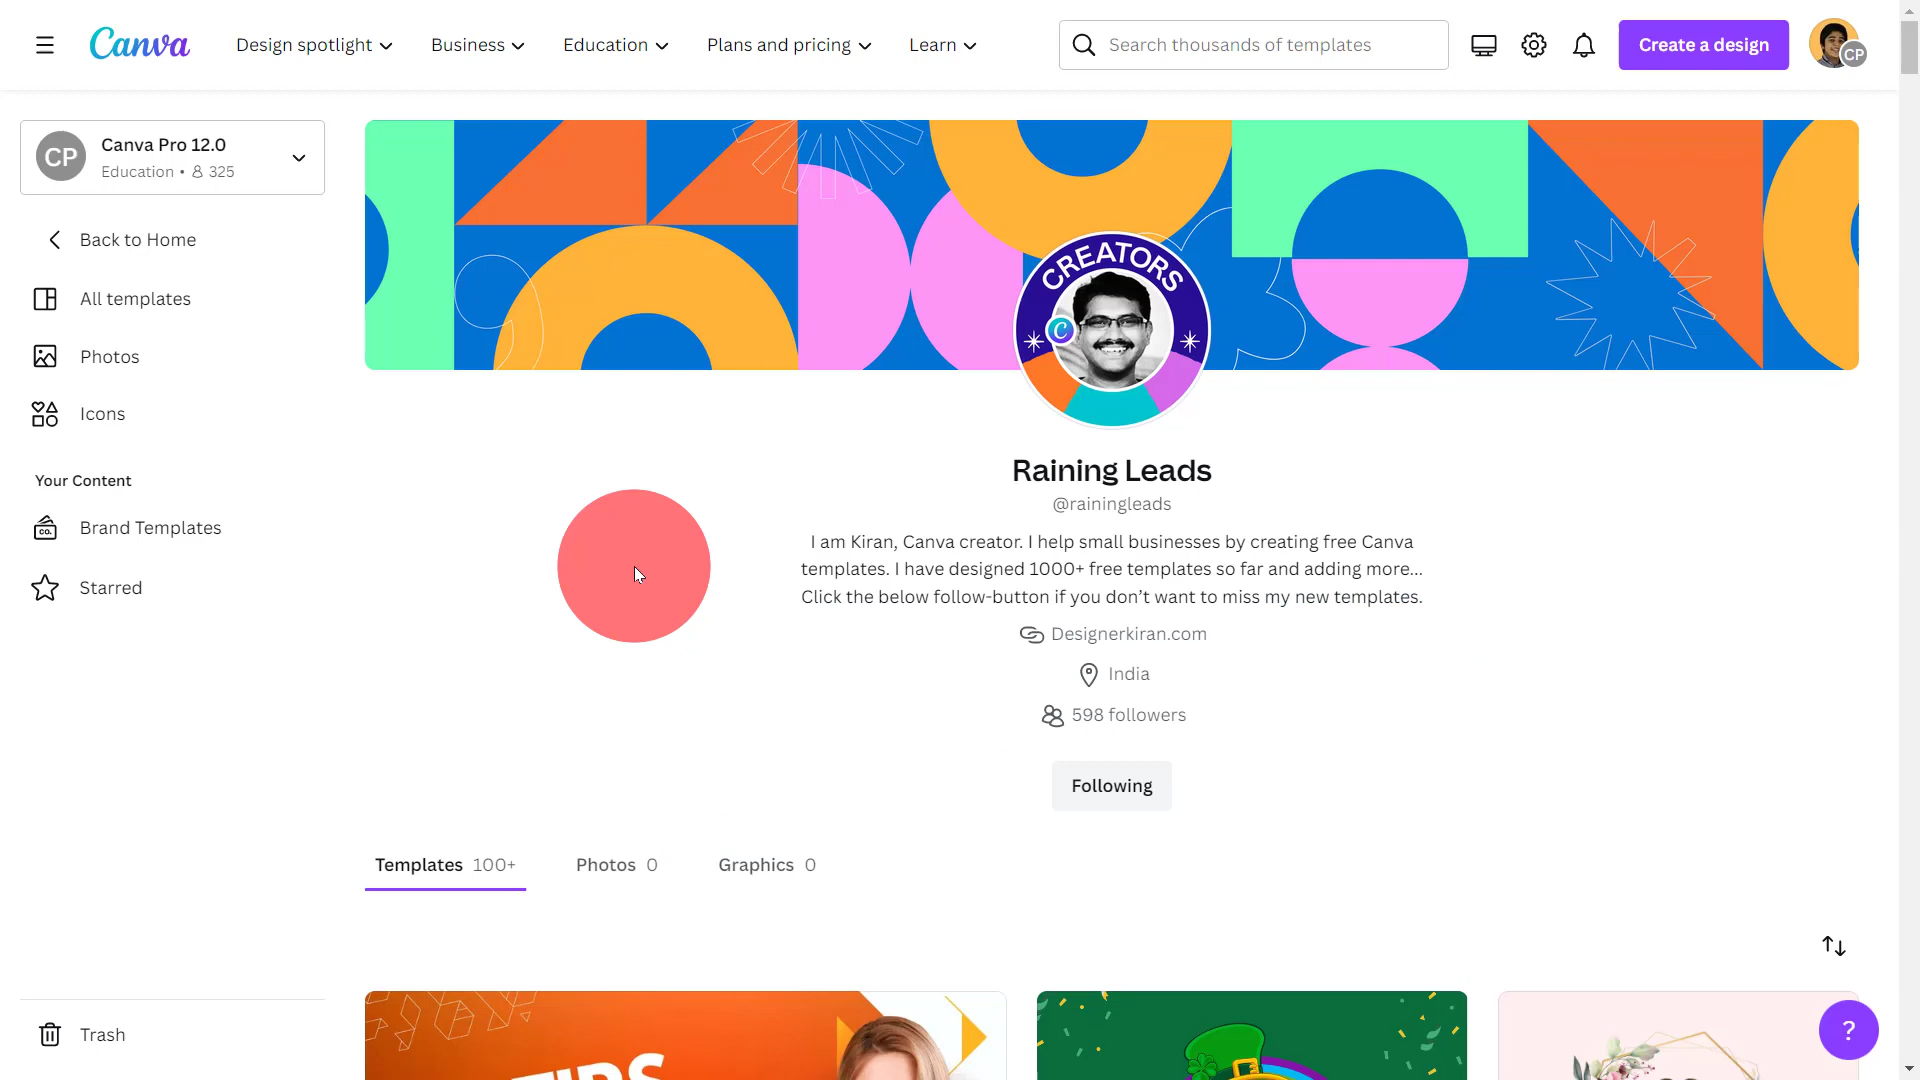 Canva
Design spotlight
Business
Education
Plans and pricing
Learn
Search thousands of templates
Create a design
CP
CP
Canva Pro 12.0
Education • 325
Back to Home
All templates
Photos
Icons
Your Content
Brand Templates
co.
Starred
Trash
CREATORS
C
Raining Leads
@rainingleads
I am Kiran, Canva creator. I help small businesses by creating free Canva
templates. I have designed 1000+ free templates so far and adding more...
Click the below follow-button if you don’t want to miss my new templates.
Designerkiran.com
India
598 followers
Following
Templates 100+
Photos 0
Graphics 0
TIPS
?